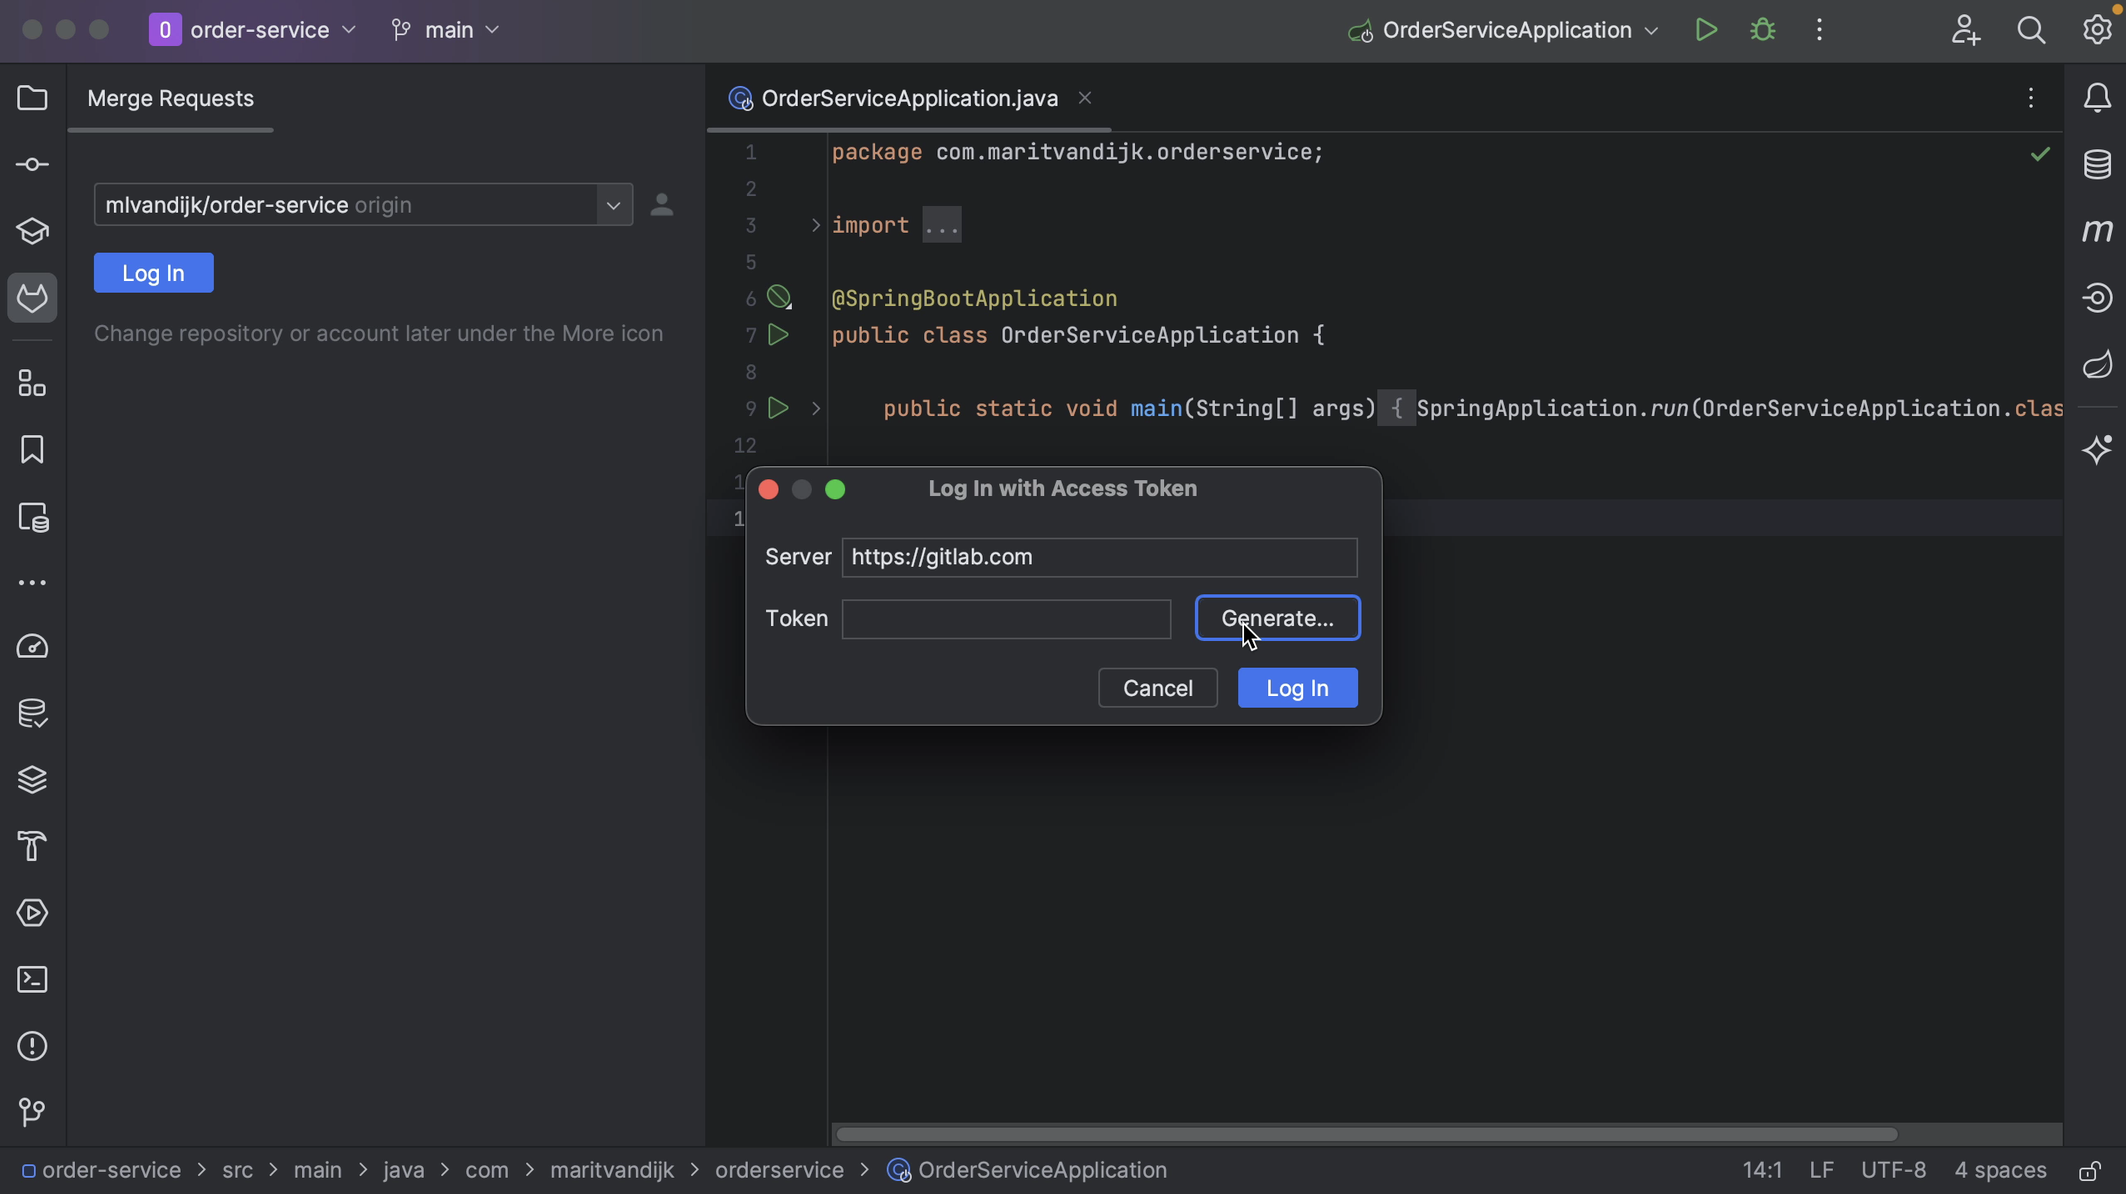 O order-service main OrderServiceApplication
Merge Requests
mlvandijk/order-service origin
Log In
Change repository or account later under the More icon
OrderServiceApplication.java
1 package com.maritvandijk.orderservice;
2
3 import ...
5
6 @SpringBootApplication
7 public class OrderServiceApplication {
8
9 public static void main(String[] args) { SpringApplication.run(OrderServiceApplication.clas
12
Log In with Access Token
Server https://gitlab.com
Token Generate...
Cancel Log In
m
order-service > src > main > java > com > maritvandijk > orderservice > OrderServiceApplication 14:1 LF UTF-8 4 spaces